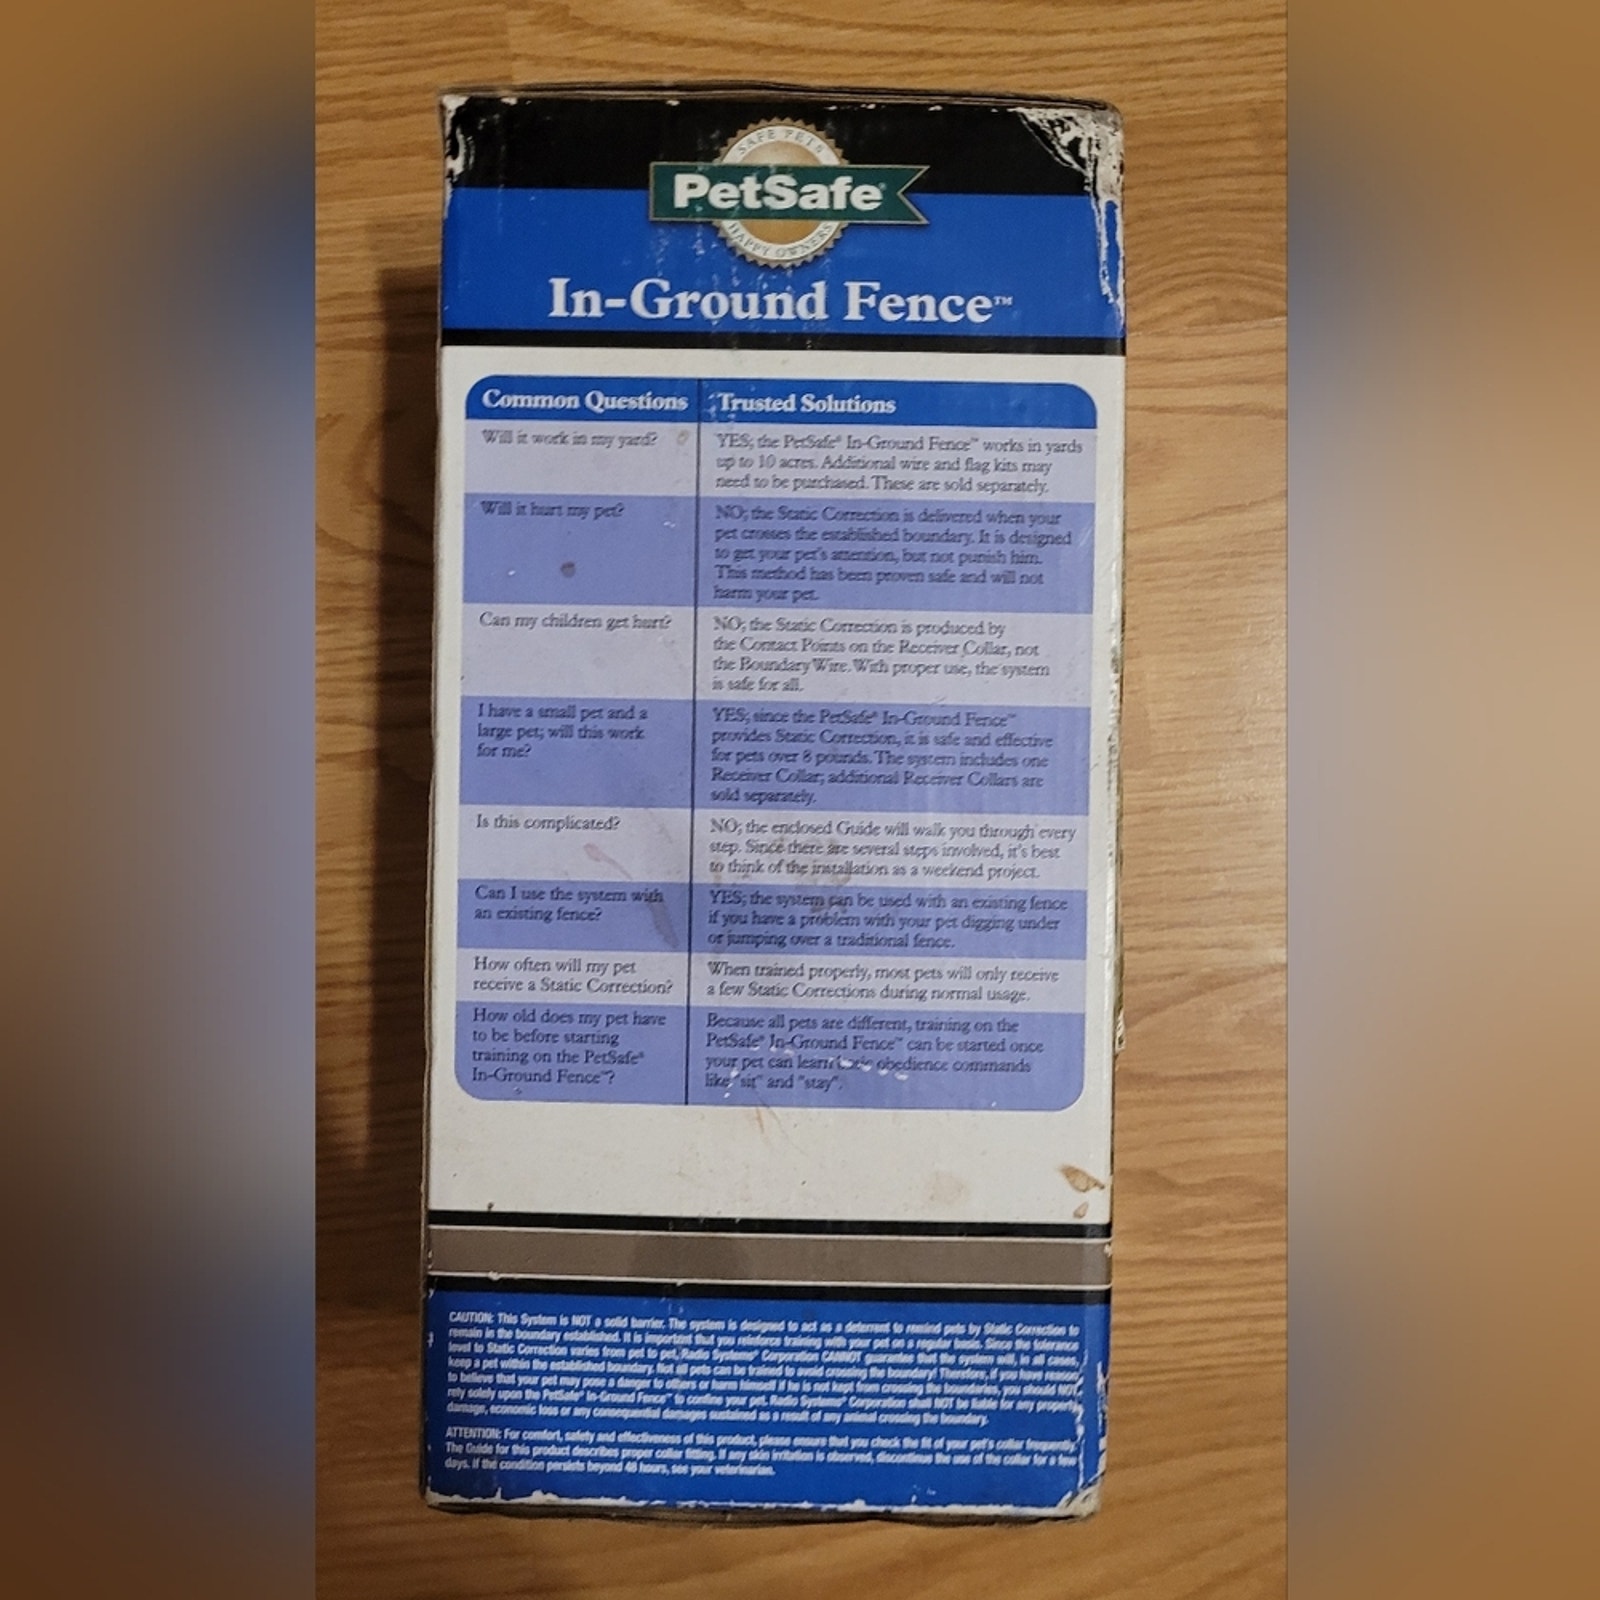 SAFE PETS
PetSafe®
HAPPY OWNERS
In-Ground Fence™
Common Questions
Trusted Solutions
Will it work in my yard?
YES; the PetSafe® In-Ground Fence™ works in yards
up to 10 acres. Additional wire and flag kits may
need to be purchased. These are sold separately.
Will it hurt my pet?
NO; the Static Correction is delivered when your
pet crosses the established boundary. It is designed
to get your pet's attention, but not punish him.
This method has been proven safe and will not
harm your pet.
Can my children get hurt?
NO; the Static Correction is produced by
the Contact Points on the Receiver Collar, not
the Boundary Wire. With proper use, the system
is safe for all.
I have a small pet and a
large pet; will this work
for me?
YES; since the PetSafe® In-Ground Fence™
provides Static Correction, it is safe and effective
for pets over 8 pounds. The system includes one
Receiver Collar; additional Receiver Collars are
sold separately.
Is this complicated?
NO; the enclosed Guide will walk you through every
step. Since there are several steps involved, it's best
to think of the installation as a weekend project.
Can I use the system with
an existing fence?
YES; the system can be used with an existing fence
if you have a problem with your pet digging under
or jumping over a traditional fence.
How often will my pet
receive a Static Correction?
When trained properly, most pets will only receive
a few Static Corrections during normal usage.
How old does my pet have
to be before starting
training on the PetSafe®
In-Ground Fence™?
Because all pets are different, training on the
PetSafe® In-Ground Fence™ can be started once
your pet can learn basic obedience commands
like "sit" and "stay".
CAUTION: This System is NOT a solid barrier. The system is designed to act as a deterrent to remind pets by Static Correction to
remain in the boundary established. It is important that you reinforce training with your pet on a regular basis. Since the tolerance
level to Static Correction varies from pet to pet, Radio Systems® Corporation CANNOT guarantee that the system will, in all cases,
keep a pet within the established boundary. Not all pets can be trained to avoid crossing the boundary! Therefore, if you have reason
to believe that your pet may pose a danger to others or harm himself if he is not kept from crossing the boundaries, you should NOT
rely solely upon the PetSafe® In-Ground Fence™ to confine your pet. Radio Systems® Corporation shall NOT be liable for any property
damage, economic loss or any consequential damages sustained as a result of any animal crossing the boundary.
ATTENTION: For comfort, safety and effectiveness of this product, please ensure that you check the fit of your pet's collar frequently.
The Guide for this product describes proper collar fitting. If any skin irritation is observed, discontinue the use of the collar for a few
days. If the condition persists beyond 48 hours, see your veterinarian.